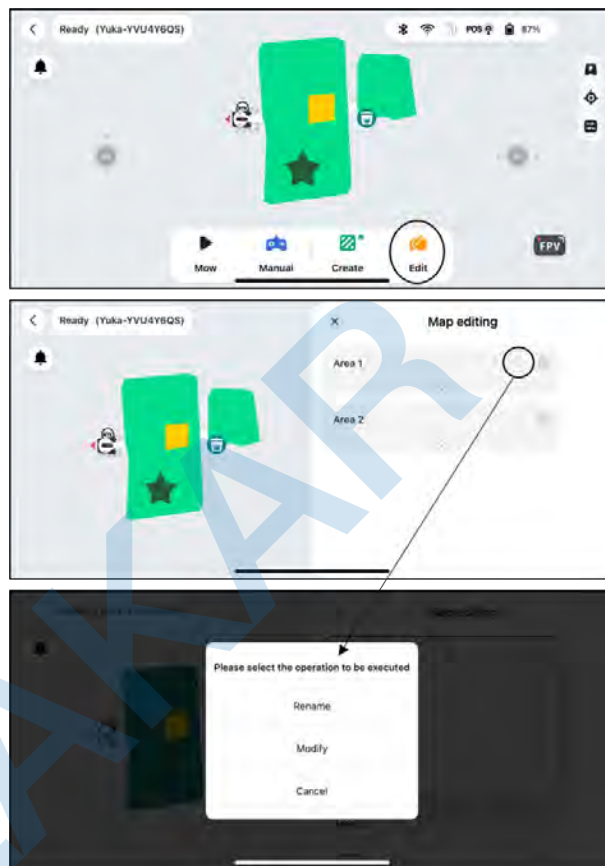 Ready (Yuka-YVU4Y6QS)
POS
87%
Mow
Manual
Create
Edit
FPV
Ready (Yuka-YVU4Y6QS)
Map editing
Area 1
Area 2
Please select the operation to be executed
Rename
Modify
Cancel
AKAR